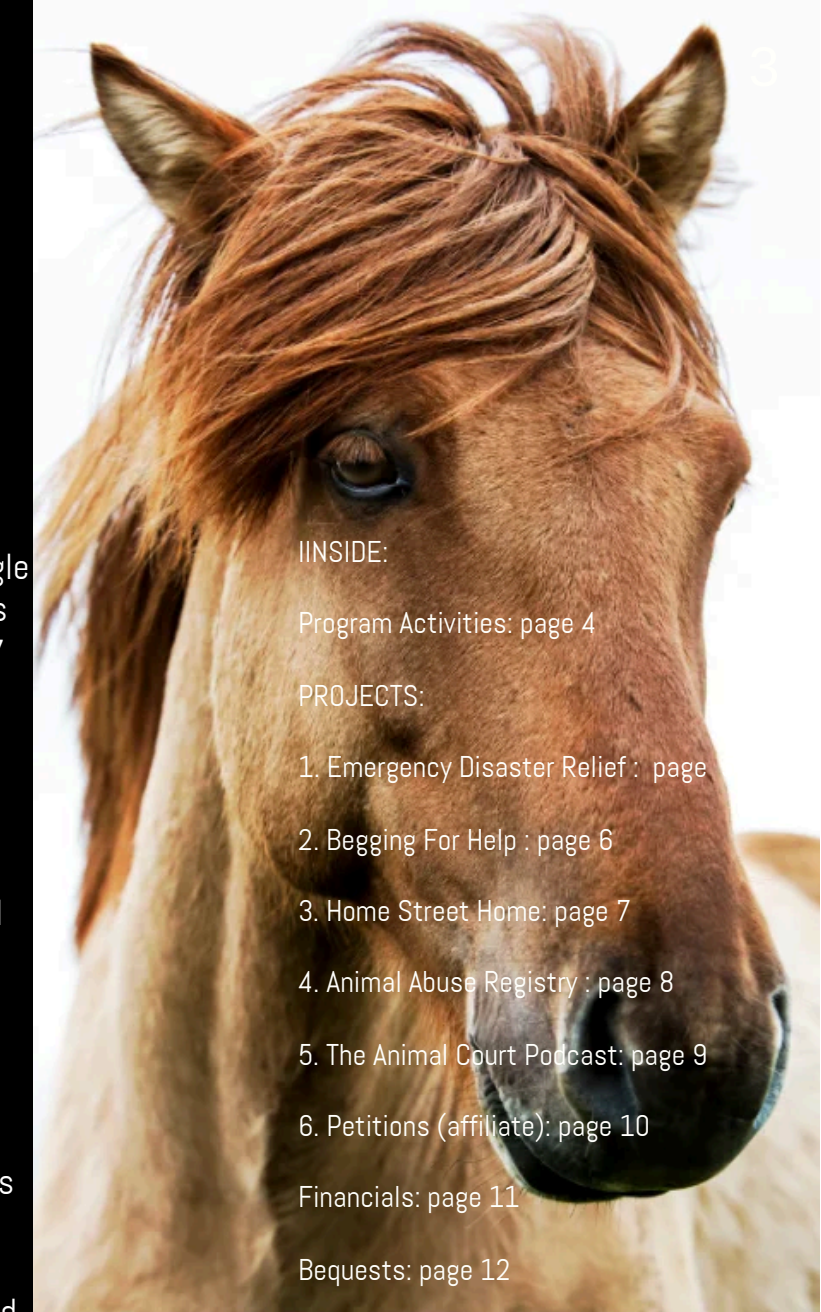 3
gle
s
IINSIDE:
Program Activities: page 4
PROJECTS:
1. Emergency Disaster Relief :  page
2. Begging For Help : page 6
3. Home Street Home: page 7
4. Animal Abuse Registry : page 8
5. The Animal Court Podcast: page 9
6. Petitions (affiliate): page 10
s
Financials: page 11
Bequests: page 12
d